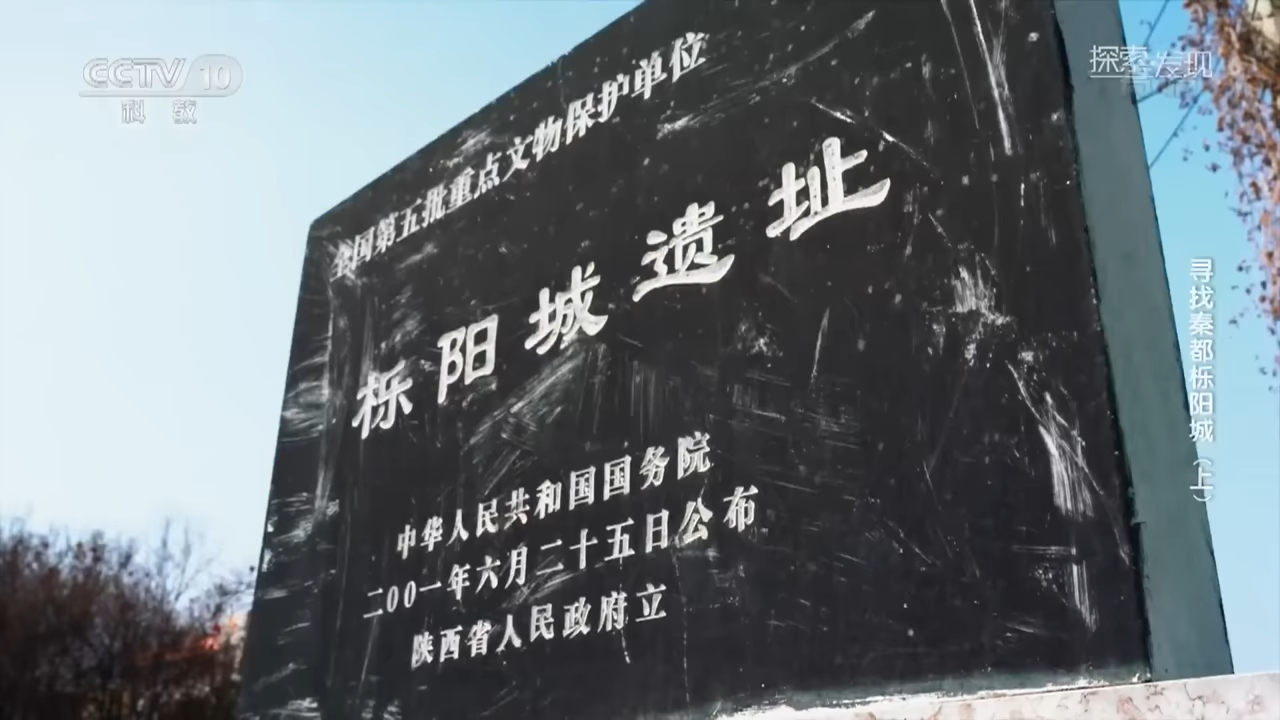 CCTV 10
科教
探索·发现
全国第五批重点文物保护单位
栎阳城遗址
中华人民共和国国务院
二00一年六月二十五日公布
陕西省人民政府立
寻找秦都栎阳城（上）